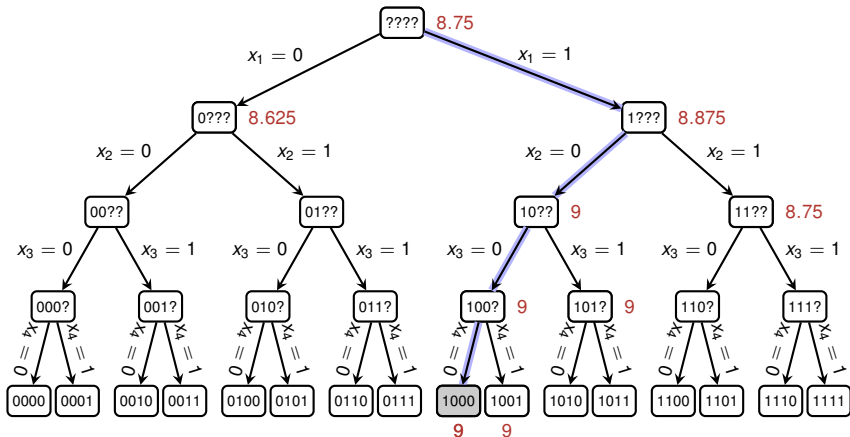 ???? 8.75
x₁ = 0 x₁ = 1
0??? 8.625 1??? 8.875
x₂ = 0 x₂ = 1 x₂ = 0 x₂ = 1
00?? 01?? 10?? 9 11?? 8.75
x₃ = 0 x₃ = 1 x₃ = 0 x₃ = 1 x₃ = 0 x₃ = 1 x₃ = 0 x₃ = 1
000? 001? 010? 011? 100? 9 101? 9 110? 111?
x₄ = 0 x₄ = 1 x₄ = 0 x₄ = 1 x₄ = 0 x₄ = 1 x₄ = 0 x₄ = 1 x₄ = 0 x₄ = 1 x₄ = 0 x₄ = 1 x₄ = 0 x₄ = 1 x₄ = 0 x₄ = 1
0000 0001 0010 0011 0100 0101 0110 0111 1000 1001 1010 1011 1100 1101 1110 1111
9 9